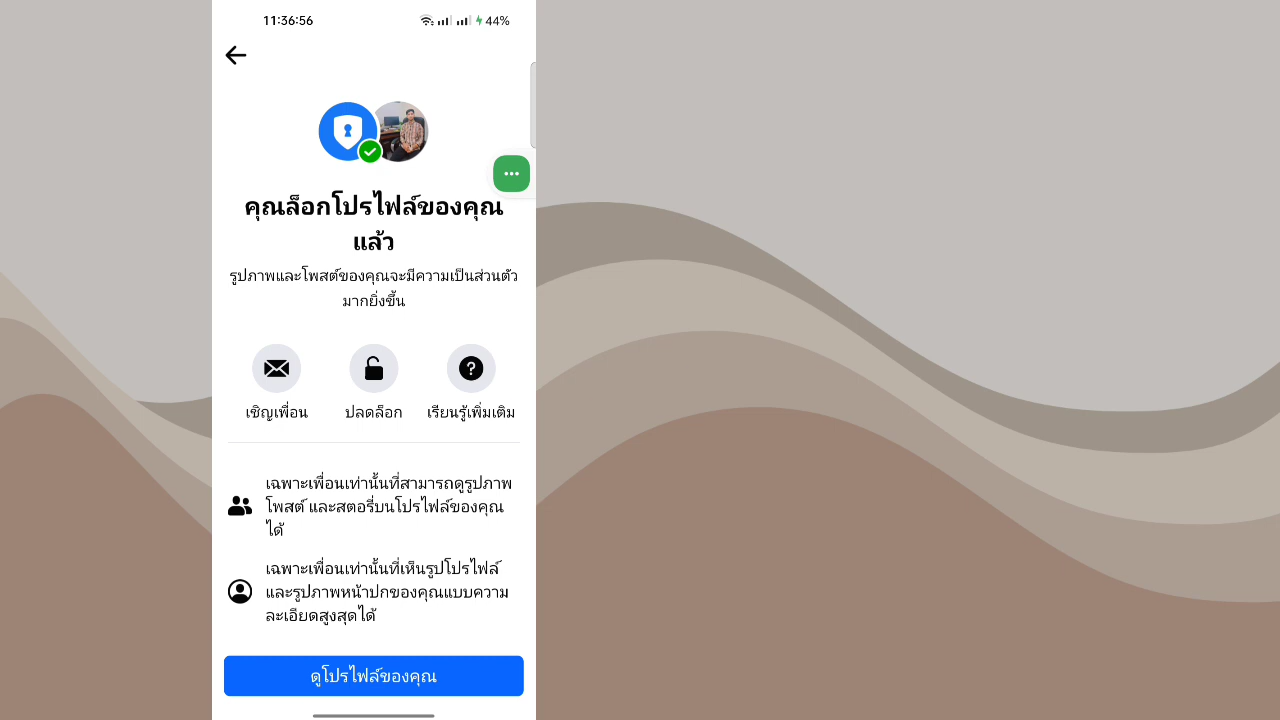 11:36:56
44%
คุณล็อกโปรไฟล์ของคุณ
แล้ว
รูปภาพและโพสต์ของคุณจะมีความเป็นส่วนตัว
มากยิ่งขึ้น
เชิญเพื่อน
ปลดล็อก
เรียนรู้เพิ่มเติม
เฉพาะเพื่อนเท่านั้นที่สามารถดูรูปภาพ
โพสต์ และสตอรี่บนโปรไฟล์ของคุณ
ได้
เฉพาะเพื่อนเท่านั้นที่เห็นรูปโปรไฟล์
และรูปภาพหน้าปกของคุณแบบความ
ละเอียดสูงสุดได้
ดูโปรไฟล์ของคุณ